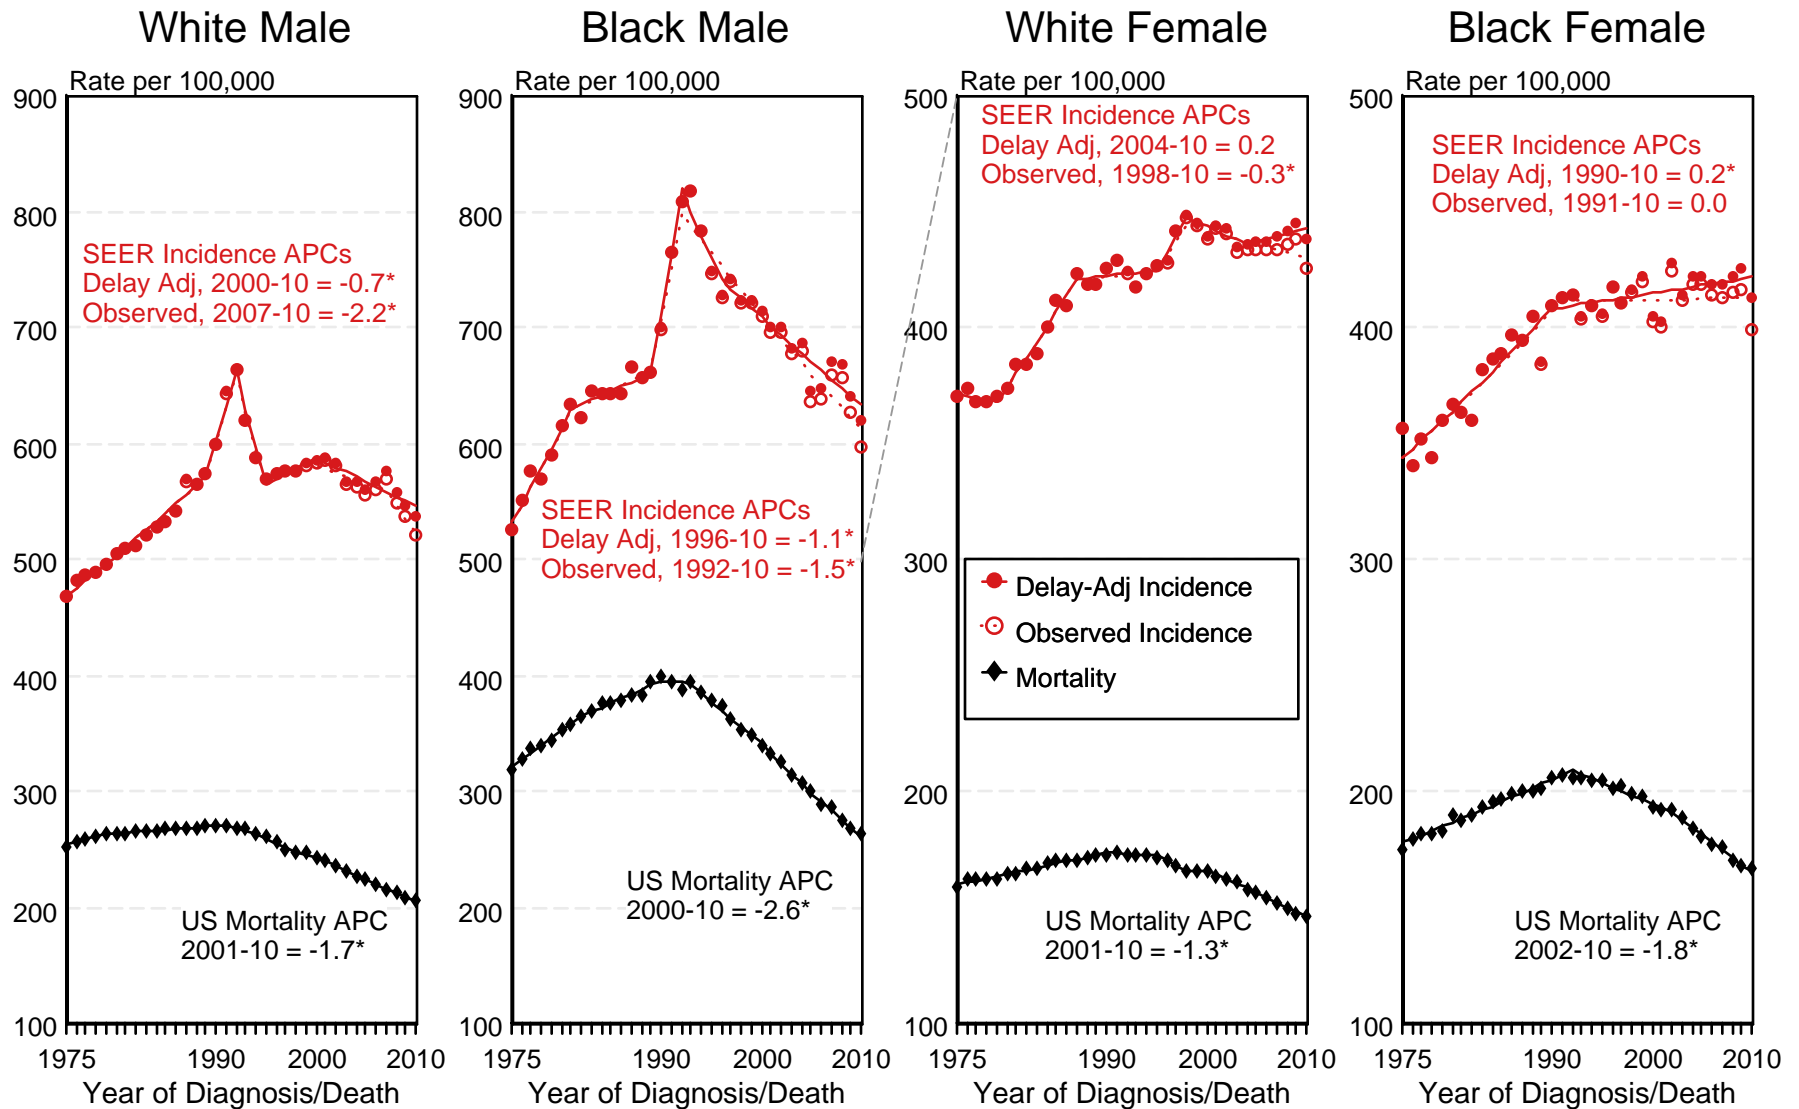 White Male
Rate per 100,000
900
800
700
600
500
400
300
200
100
SEER Incidence APCs
Delay Adj, 2000-10 = -0.7*
Observed, 2007-10 = -2.2*
US Mortality APC
2001-10 = -1.7*
1975 1990 2000 2010
Year of Diagnosis/Death
Black Male
Rate per 100,000
900
800
700
600
500
400
300
200
100
SEER Incidence APCs
Delay Adj, 1996-10 = -1.1*
Observed, 1992-10 = -1.5*
US Mortality APC
2000-10 = -2.6*
1975 1990 2000 2010
Year of Diagnosis/Death
White Female
Rate per 100,000
500
400
300
200
100
SEER Incidence APCs
Delay Adj, 2004-10 = 0.2
Observed, 1998-10 = -0.3*
Delay-Adj Incidence
Observed Incidence
Mortality
US Mortality APC
2001-10 = -1.3*
1975 1990 2000 2010
Year of Diagnosis/Death
Black Female
Rate per 100,000
500
400
300
200
100
SEER Incidence APCs
Delay Adj, 1990-10 = 0.2*
Observed, 1991-10 = 0.0
US Mortality APC
2002-10 = -1.8*
1975 1990 2000 2010
Year of Diagnosis/Death